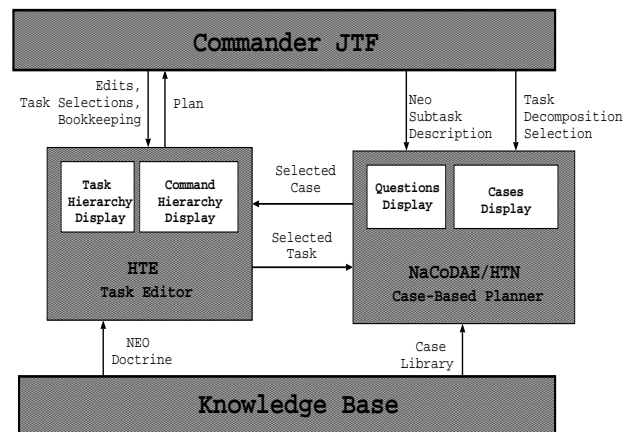 Commander JTF
Edits,
Task Selections,
Bookkeeping
Plan
Neo
Subtask
Description
Task
Decomposition
Selection
Task
Hierarchy
Display
Command
Hierarchy
Display
Selected
Case
Questions
Display
Cases
Display
Selected
Task
HTE
Task Editor
NaCoDAE/HTN
Case-Based Planner
NEO
Doctrine
Case
Library
Knowledge Base